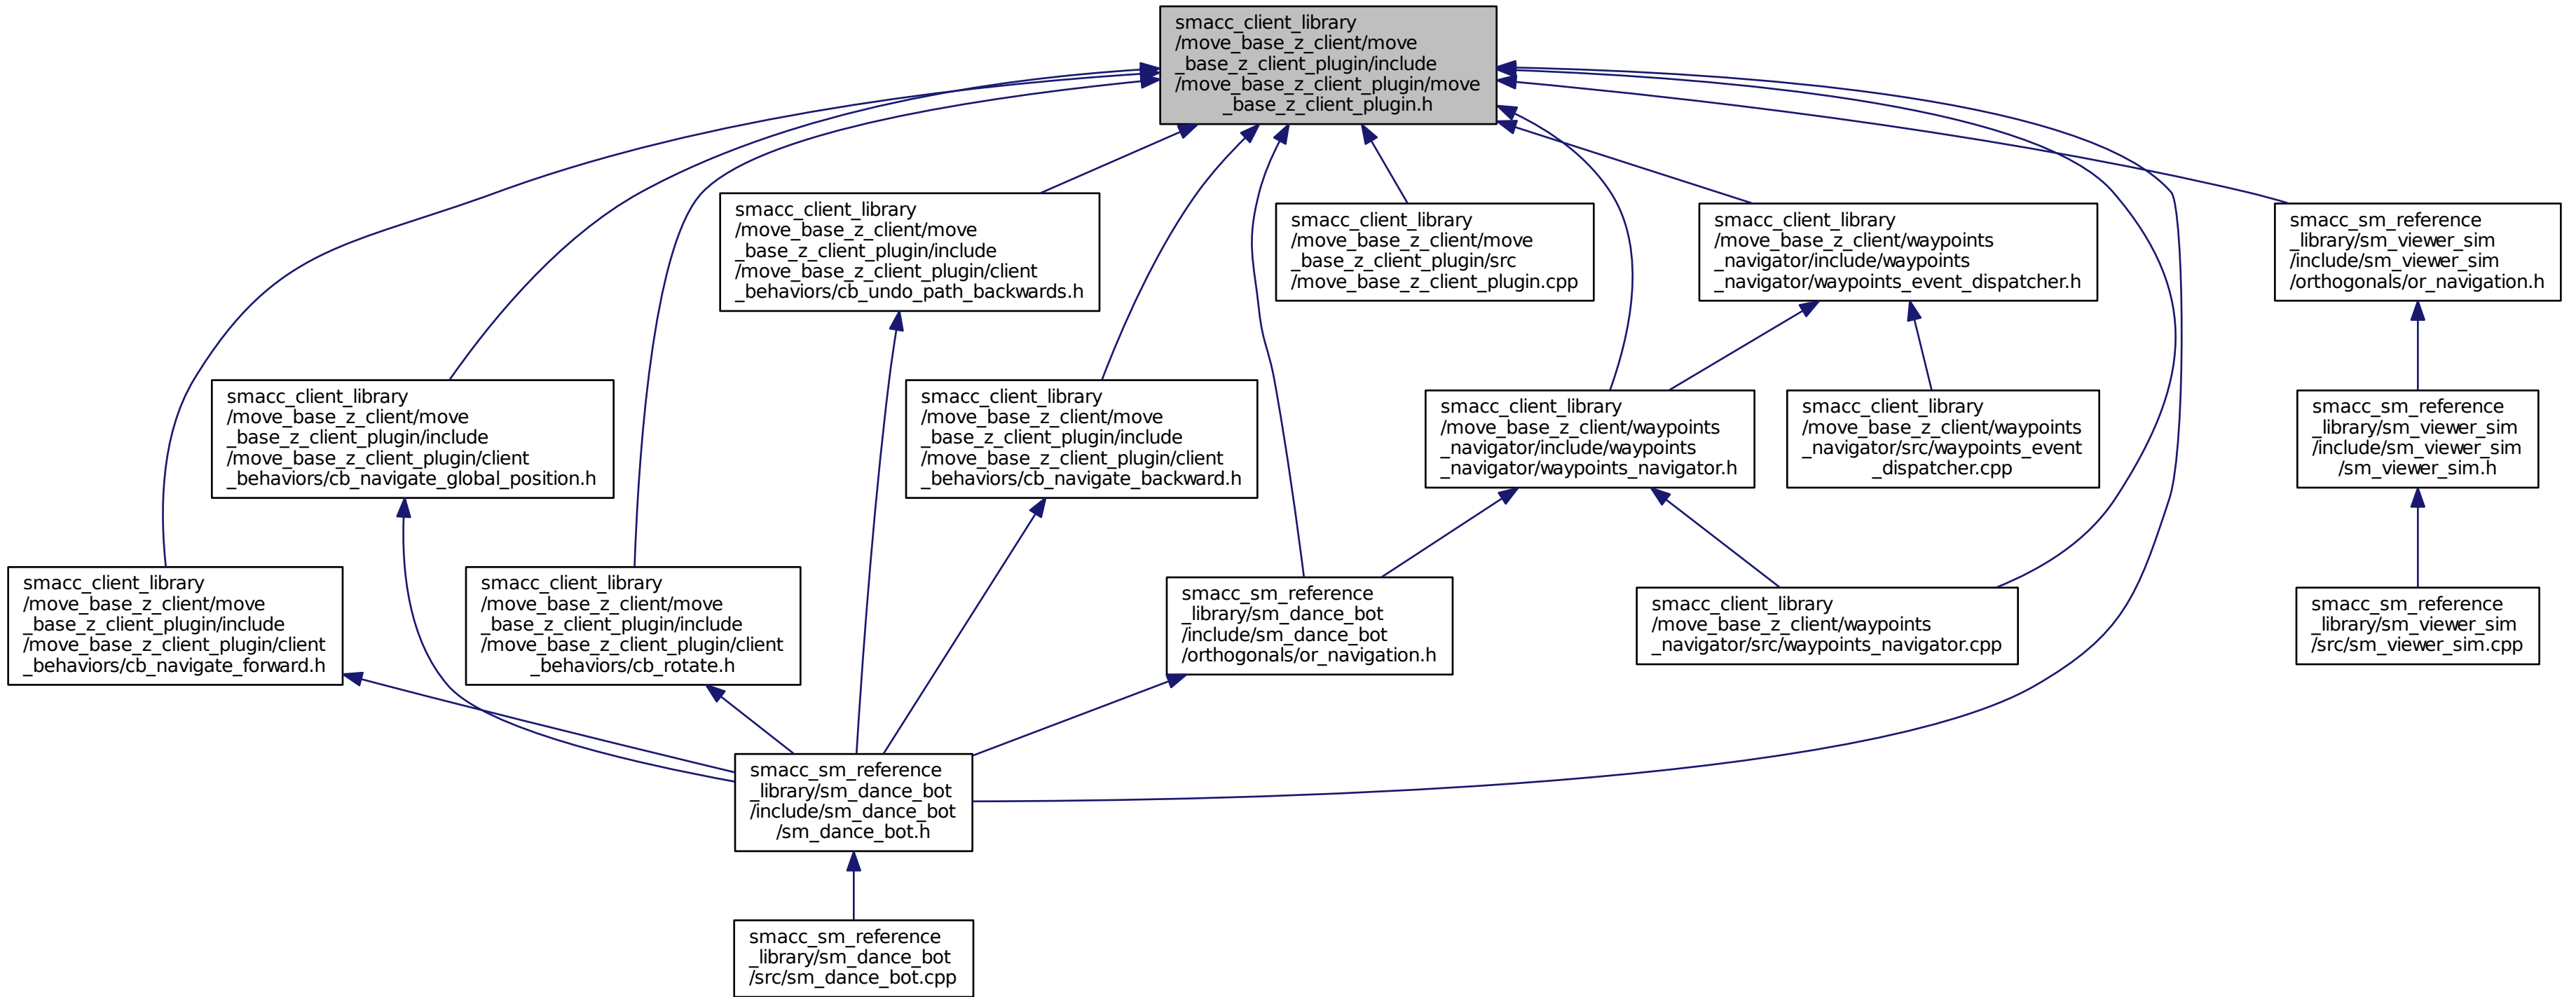 smacc_client_library
/move_base_z_client/move
_base_z_client_plugin/include
/move_base_z_client_plugin/move
_base_z_client_plugin.h
smacc_client_library
/move_base_z_client/move
_base_z_client_plugin/include
/move_base_z_client_plugin/client
_behaviors/cb_undo_path_backwards.h
smacc_client_library
/move_base_z_client/move
_base_z_client_plugin/src
/move_base_z_client_plugin.cpp
smacc_client_library
/move_base_z_client/waypoints
_navigator/include/waypoints
_navigator/waypoints_event_dispatcher.h
smacc_sm_reference
_library/sm_viewer_sim
/include/sm_viewer_sim
/orthogonals/or_navigation.h
smacc_client_library
/move_base_z_client/move
_base_z_client_plugin/include
/move_base_z_client_plugin/client
_behaviors/cb_navigate_global_position.h
smacc_client_library
/move_base_z_client/move
_base_z_client_plugin/include
/move_base_z_client_plugin/client
_behaviors/cb_navigate_backward.h
smacc_client_library
/move_base_z_client/waypoints
_navigator/include/waypoints
_navigator/waypoints_navigator.h
smacc_client_library
/move_base_z_client/waypoints
_navigator/src/waypoints_event
_dispatcher.cpp
smacc_sm_reference
_library/sm_viewer_sim
/include/sm_viewer_sim
/sm_viewer_sim.h
smacc_client_library
/move_base_z_client/move
_base_z_client_plugin/include
/move_base_z_client_plugin/client
_behaviors/cb_navigate_forward.h
smacc_client_library
/move_base_z_client/move
_base_z_client_plugin/include
/move_base_z_client_plugin/client
_behaviors/cb_rotate.h
smacc_sm_reference
_library/sm_dance_bot
/include/sm_dance_bot
/orthogonals/or_navigation.h
smacc_client_library
/move_base_z_client/waypoints
_navigator/src/waypoints_navigator.cpp
smacc_sm_reference
_library/sm_viewer_sim
/src/sm_viewer_sim.cpp
smacc_sm_reference
_library/sm_dance_bot
/include/sm_dance_bot
/sm_dance_bot.h
smacc_sm_reference
_library/sm_dance_bot
/src/sm_dance_bot.cpp